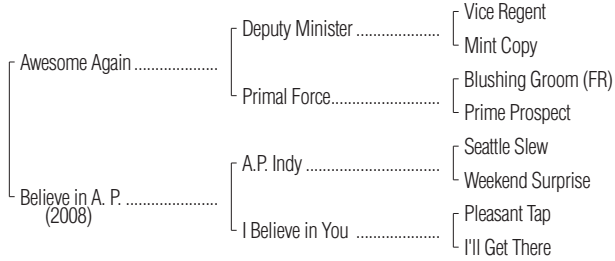 Vice Regent
Deputy Minister ....................
Mint Copy
Awesome Again ....................
Blushing Groom (FR)
Primal Force..........................
Prime Prospect
Seattle Slew
A.P. Indy ................................
Weekend Surprise
Believe in A. P. ......................
(2008)
Pleasant Tap
I Believe in You ....................
I'll Get There